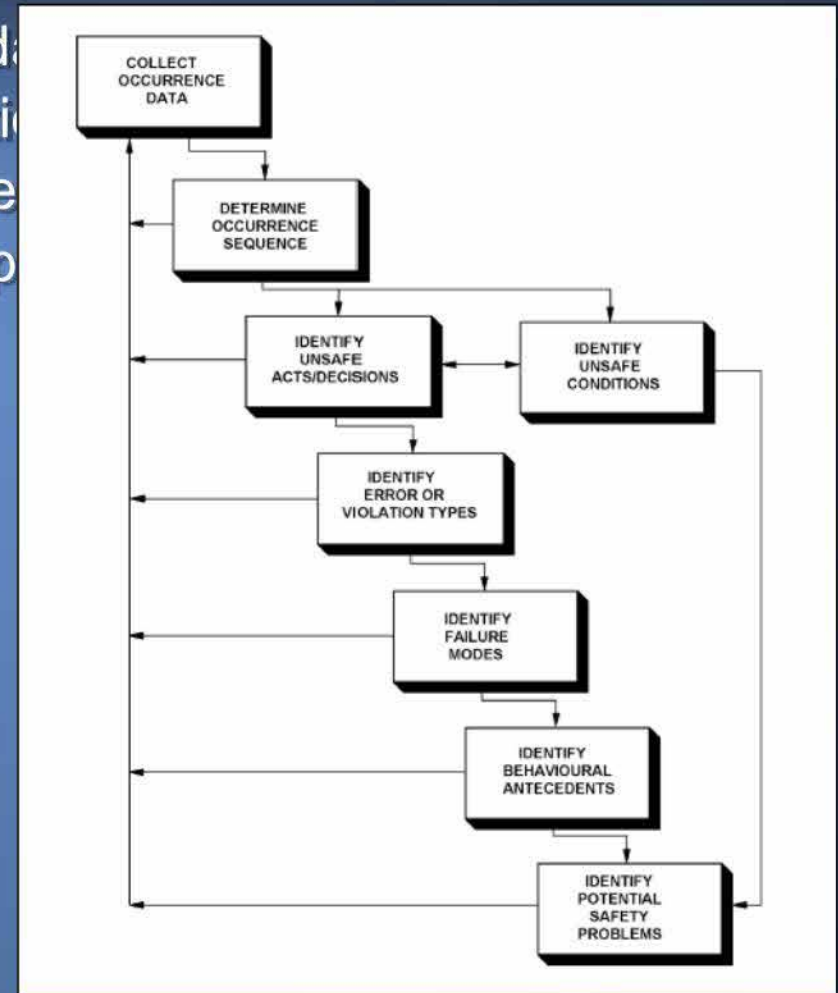 COLLECT
OCCURRENCE
DATA
DETERMINE
OCCURRENCE
SEQUENCE
IDENTIFY
UNSAFE
ACTS/DECISIONS
IDENTIFY
UNSAFE
CONDITIONS
IDENTIFY
ERROR OR
VIOLATION TYPES
IDENTIFY
FAILURE
MODES
IDENTIFY
BEHAVIOURAL
ANTECEDENTS
IDENTIFY
POTENTIAL
SAFETY
PROBLEMS